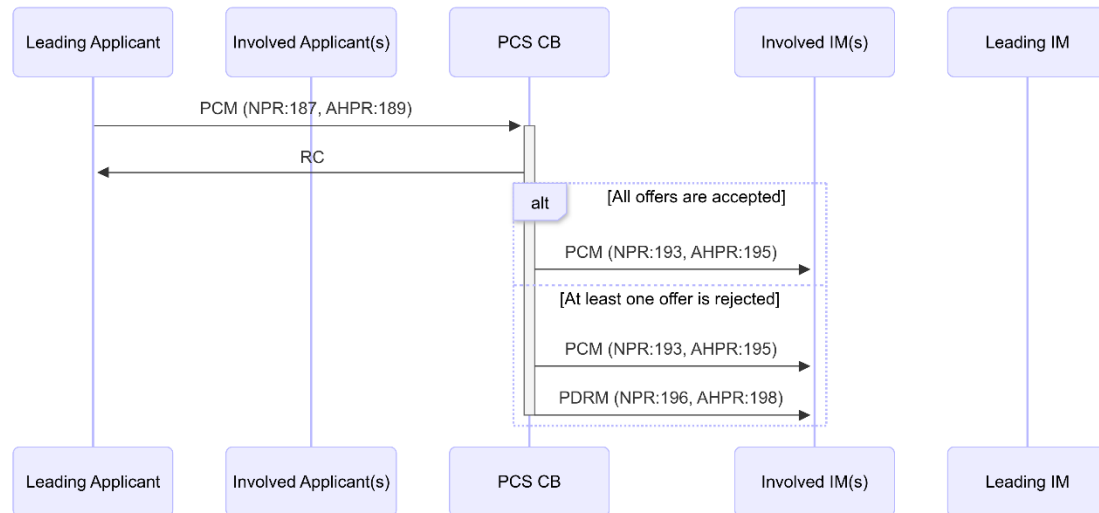 Leading Applicant
Involved Applicant(s)
PCS CB
Involved IM(s)
Leading IM
PCM (NPR:187, AHPR:189)
RC
alt
[All offers are accepted]
PCM (NPR:193, AHPR:195)
[At least one offer is rejected]
PCM (NPR:193, AHPR:195)
PDRM (NPR:196, AHPR:198)
Leading Applicant
Involved Applicant(s)
PCS CB
Involved IM(s)
Leading IM